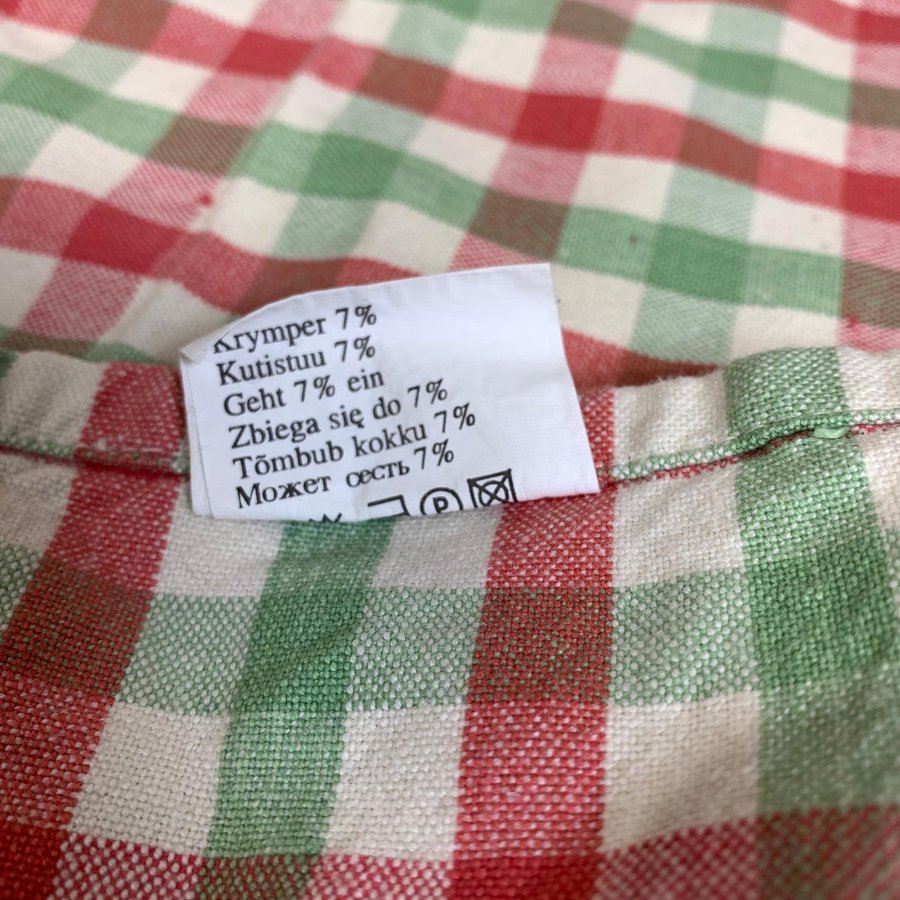 Krymper 7%
Kutistuu 7%
Geht 7% ein
Zbiega się do 7%
Tõmbub kokku 7%
Может сесть 7%
P